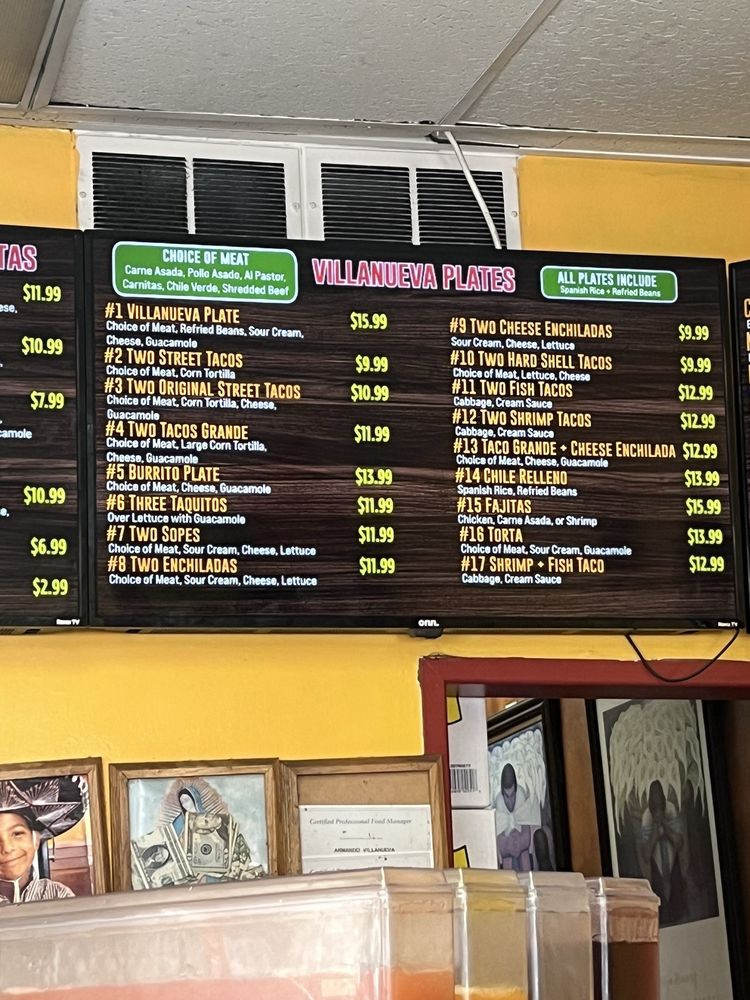 TAS
$11.99
$10.99
$7.99
$10.99
$6.99
$2.99
CHOICE OF MEAT
Carne Asada, Pollo Asado, Al Pastor,
Carnitas, Chile Verde, Shredded Beef
VILLANUEVA PLATES
ALL PLATES INCLUDE
Spanish Rice + Refried Beans
#1 VILLANUEVA PLATE $15.99
Choice of Meat, Refried Beans, Sour Cream,
Cheese, Guacamole
#2 TWO STREET TACOS $9.99
Choice of Meat, Corn Tortilla
#3 TWO ORIGINAL STREET TACOS $10.99
Choice of Meat, Corn Tortilla, Cheese,
Guacamole
#4 TWO TACOS GRANDE $11.99
Choice of Meat, Large Corn Tortilla,
Cheese, Guacamole
#5 BURRITO PLATE $13.99
Choice of Meat, Cheese, Guacamole
#6 THREE TAQUITOS $11.99
Over Lettuce with Guacamole
#7 TWO SOPES $11.99
Choice of Meat, Sour Cream, Cheese, Lettuce
#8 TWO ENCHILADAS $11.99
Choice of Meat, Sour Cream, Cheese, Lettuce
#9 TWO CHEESE ENCHILADAS $9.99
Sour Cream, Cheese, Lettuce
#10 TWO HARD SHELL TACOS $9.99
Choice of Meat, Lettuce, Cheese
#11 TWO FISH TACOS $12.99
Cabbage, Cream Sauce
#12 TWO SHRIMP TACOS $12.99
Cabbage, Cream Sauce
#13 TACO GRANDE + CHEESE ENCHILADA $12.99
Choice of Meat, Cheese, Guacamole
#14 CHILE RELLENO $13.99
Spanish Rice, Refried Beans
#15 FAJITAS $15.99
Chicken, Carne Asada, or Shrimp
#16 TORTA $13.99
Choice of Meat, Sour Cream, Guacamole
#17 SHRIMP + FISH TACO $12.99
Cabbage, Cream Sauce
Roku TV
onn.
Roku TV
Certified Professional Food Manager
ARMANDO VILLANUEVA